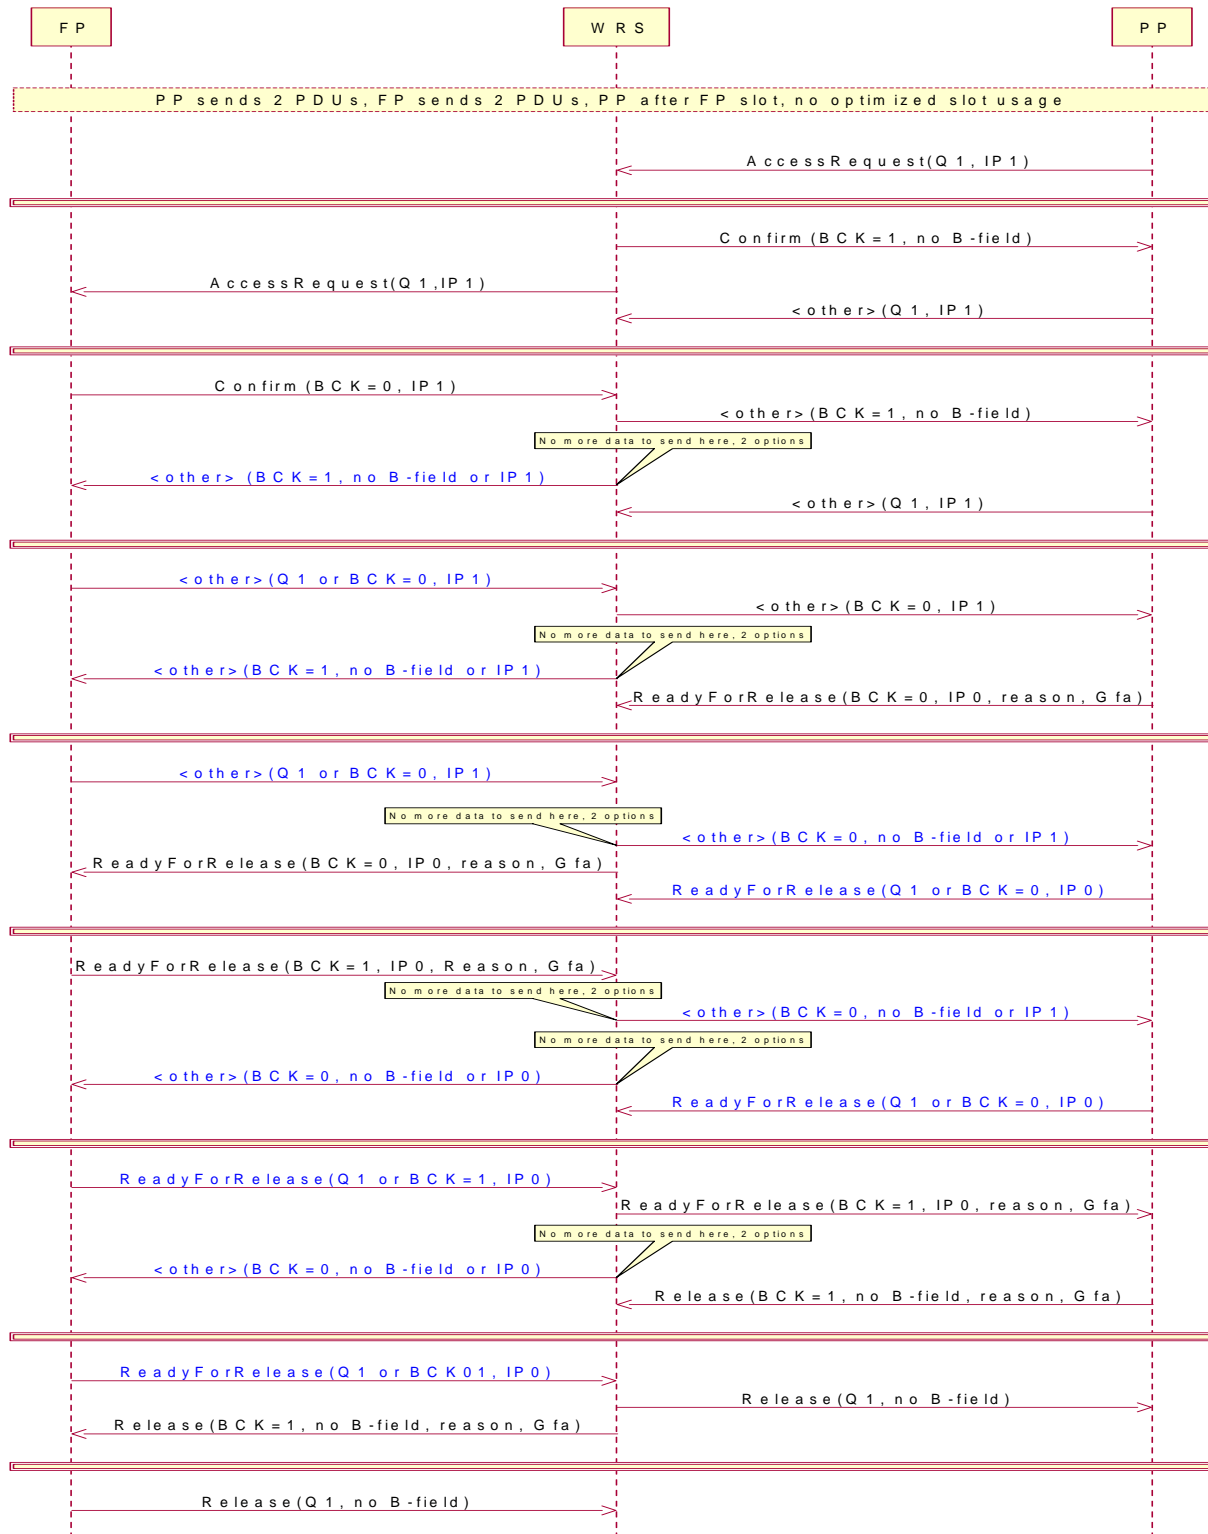 FP
WRS
PP
PP sends 2 PDUs, FP sends 2 PDUs, PP after FP slot, no optimized slot usage
AccessRequest(Q1, IP1)
Confirm (BCK=1, no B-field)
AccessRequest(Q1,IP1)
<other>(Q1, IP1)
Confirm (BCK=0, IP1)
<other>(BCK=1, no B-field)
No more data to send here, 2 options
<other> (BCK=1, no B-field or IP1)
<other>(Q1, IP1)
<other>(Q1 or BCK=0, IP1)
<other>(BCK=0, IP1)
No more data to send here, 2 options
<other>(BCK=1, no B-field or IP1)
ReadyForRelease(BCK=0, IP0, reason, Gfa)
<other>(Q1 or BCK=0, IP1)
No more data to send here, 2 options
<other>(BCK=0, no B-field or IP1)
ReadyForRelease(BCK=0, IP0, reason, Gfa)
ReadyForRelease(Q1 or BCK=0, IP0)
ReadyForRelease(BCK=1, IP0, Reason, Gfa)
No more data to send here, 2 options
<other>(BCK=0, no B-field or IP1)
No more data to send here, 2 options
<other>(BCK=0, no B-field or IP0)
ReadyForRelease(Q1 or BCK=0, IP0)
ReadyForRelease(Q1 or BCK=1, IP0)
ReadyForRelease(BCK=1, IP0, reason, Gfa)
No more data to send here, 2 options
<other>(BCK=0, no B-field or IP0)
Release(BCK=1, no B-field, reason, Gfa)
ReadyForRelease(Q1 or BCK01, IP0)
Release(Q1, no B-field)
Release(BCK=1, no B-field, reason, Gfa)
Release(Q1, no B-field)